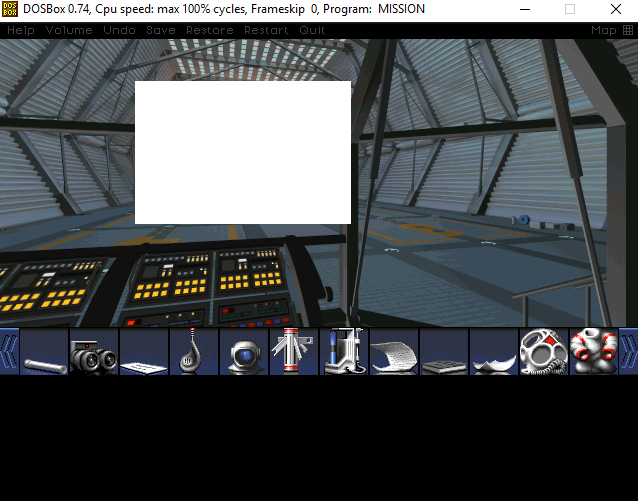 DOSBox 0.74, Cpu speed: max 100% cycles, Frameskip 0, Program: MISSION
Help Volume Undo Save Restore Restart Quit Map